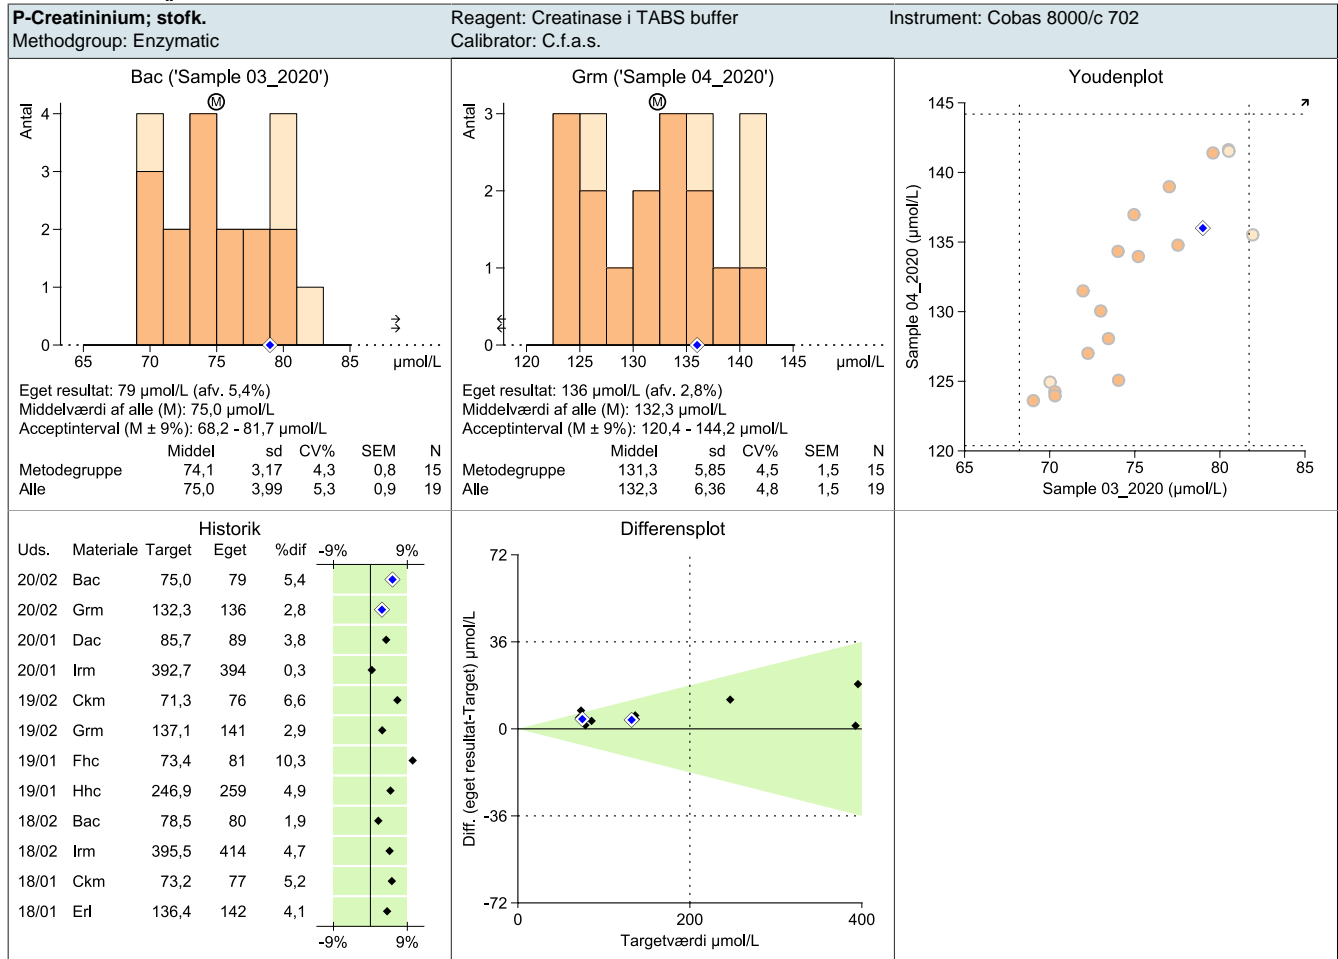 P-Creatininium; stofk.
Methodgroup: Enzymatic
Reagent: Creatinase i TABS buffer
Calibrator: C.f.a.s.
Instrument: Cobas 8000/c 702
Bac ('Sample 03_2020')
M
Antal
4
3
2
1
0
65 70 75 80 85 µmol/L
Eget resultat: 79 µmol/L (afv. 5,4%)
Middelværdi af alle (M): 75,0 µmol/L
Acceptinterval (M ± 9%): 68,2 - 81,7 µmol/L
Middel sd CV% SEM N
Metodegruppe 74,1 3,17 4,3 0,8 15
Alle 75,0 3,99 5,3 0,9 19
Grm ('Sample 04_2020')
M
Antal
3
2
1
0
120 125 130 135 140 145 µmol/L
Eget resultat: 136 µmol/L (afv. 2,8%)
Middelværdi af alle (M): 132,3 µmol/L
Acceptinterval (M ± 9%): 120,4 - 144,2 µmol/L
Middel sd CV% SEM N
Metodegruppe 131,3 5,85 4,5 1,5 15
Alle 132,3 6,36 4,8 1,5 19
Youdenplot
Sample 04_2020 (µmol/L)
145
140
135
130
125
120
65 70 75 80 85
Sample 03_2020 (µmol/L)
Historik
Uds. Materiale Target Eget %dif -9% 9%
20/02 Bac 75,0 79 5,4
20/02 Grm 132,3 136 2,8
20/01 Dac 85,7 89 3,8
20/01 Irm 392,7 394 0,3
19/02 Ckm 71,3 76 6,6
19/02 Grm 137,1 141 2,9
19/01 Fhc 73,4 81 10,3
19/01 Hhc 246,9 259 4,9
18/02 Bac 78,5 80 1,9
18/02 Irm 395,5 414 4,7
18/01 Ckm 73,2 77 5,2
18/01 Erl 136,4 142 4,1
-9% 9%
Differensplot
Diff. (eget resultat-Target) µmol/L
72
36
0
-36
-72
0 200 400
Targetværdi µmol/L